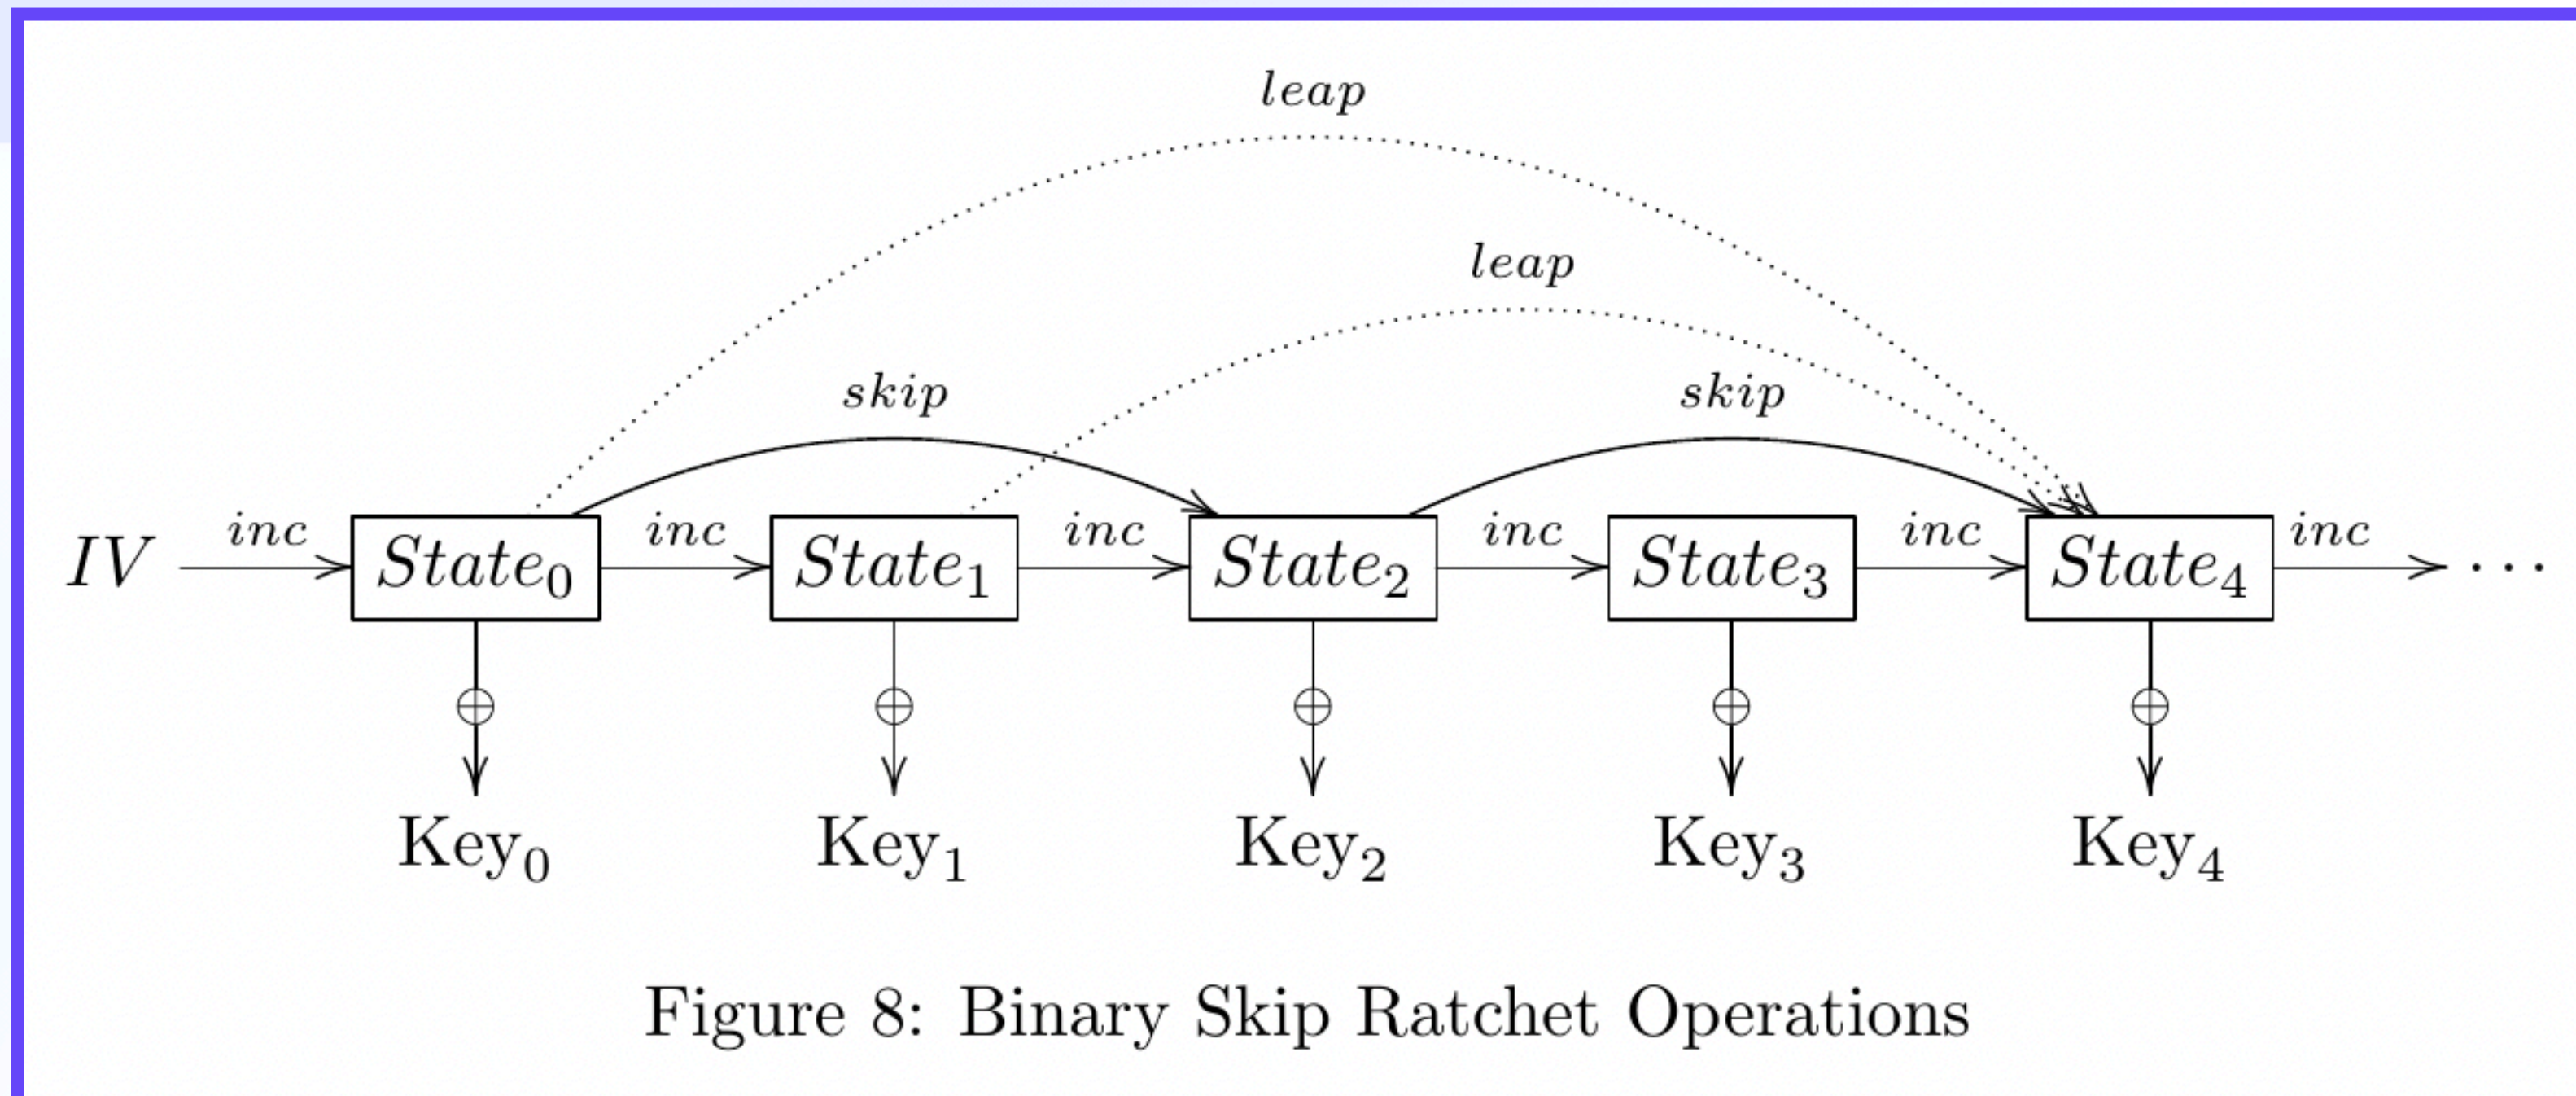 leap
leap
skip skip
IV inc State₀ inc State₁ inc State₂ inc State₃ inc State₄ inc ···
Key₀ Key₁ Key₂ Key₃ Key₄
Figure 8: Binary Skip Ratchet Operations